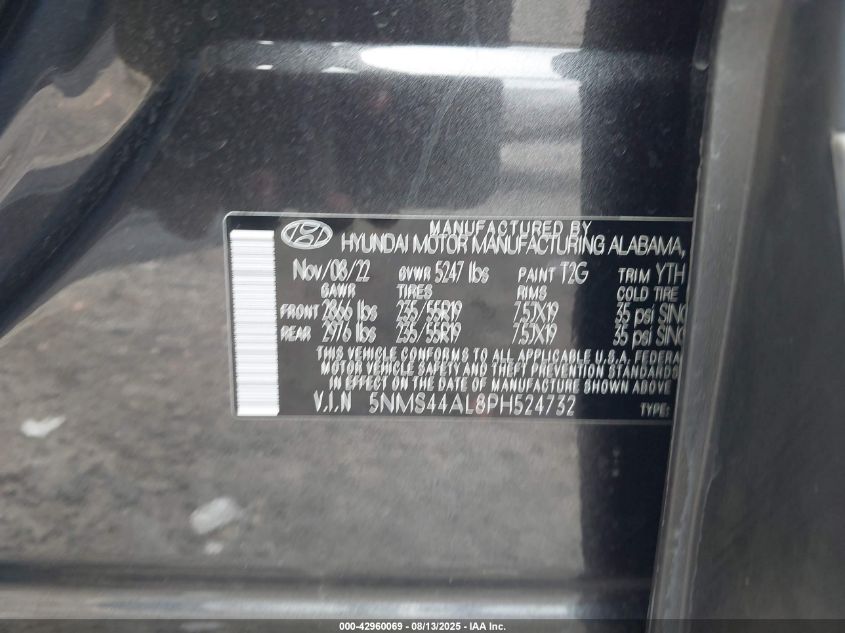 MANUFACTURED BY
HYUNDAI MOTOR MANUFACTURING ALABAMA,
Nov/08/22 GVWR 5247 lbs PAINT T2G TRIM YTH
GAWR TIRES RIMS COLD TIRE
FRONT 2866 lbs 235/55R19 7.5JX19 35 psi SING
REAR 2976 lbs 235/55R19 7.5JX19 35 psi SING
THIS VEHICLE CONFORMS TO ALL APPLICABLE U.S.A. FEDERA
MOTOR VEHICLE SAFETY AND THEFT PREVENTION STANDA
IN EFFECT ON THE DATE OF MANUFACTURE SHOWN ABOVE
V.I.N 5NMS44AL8PH524732 TYPE:
000-42960069 - 08/13/2025 - IAA Inc.